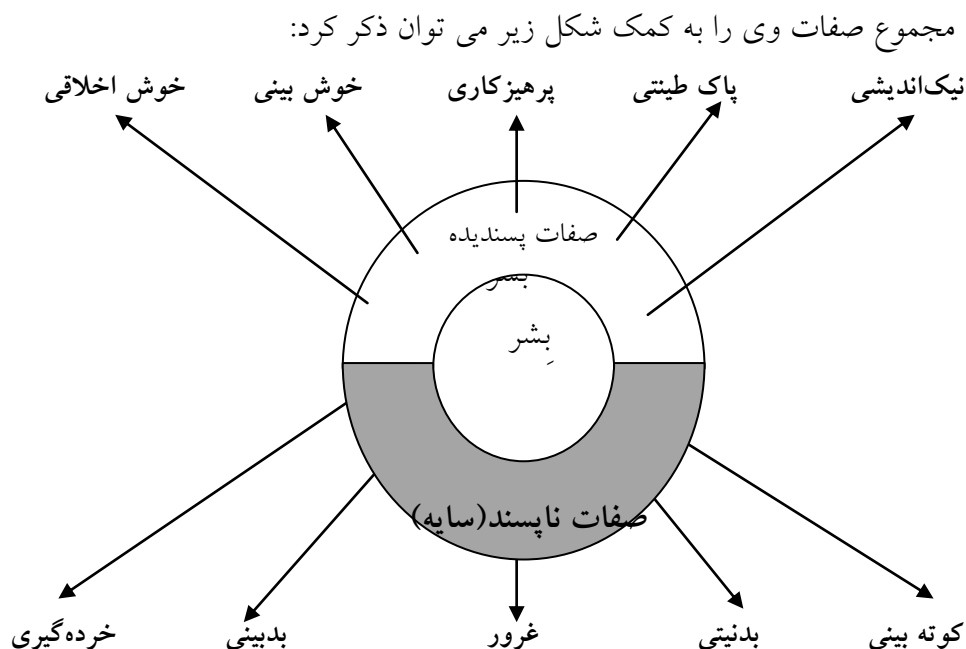 مجموع صفات وی را به کمک شکل زیر می توان ذکر کرد:
نیک‌اندیشی پاک طینتی پرهیزکاری خوش بینی خوش اخلاقی
صفات پسندیده
بشر
بِشر
صفات ناپسند(سایه)
کوته بینی بدنیتی غرور بدبینی خرده‌گیری